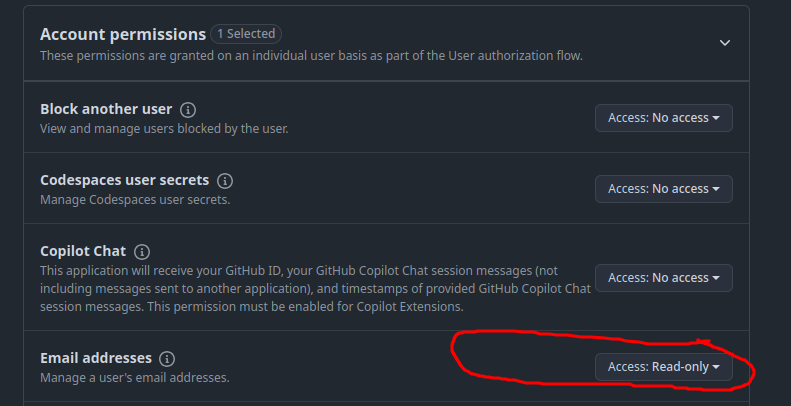 Account permissions 1 Selected
These permissions are granted on an individual user basis as part of the User authorization flow.
Block another user
View and manage users blocked by the user.
Access: No access
Codespaces user secrets
Manage Codespaces user secrets.
Access: No access
Copilot Chat
This application will receive your GitHub ID, your GitHub Copilot Chat session messages (not
including messages sent to another application), and timestamps of provided GitHub Copilot Chat
session messages. This permission must be enabled for Copilot Extensions.
Access: No access
Email addresses
Manage a user's email addresses.
Access: Read-only